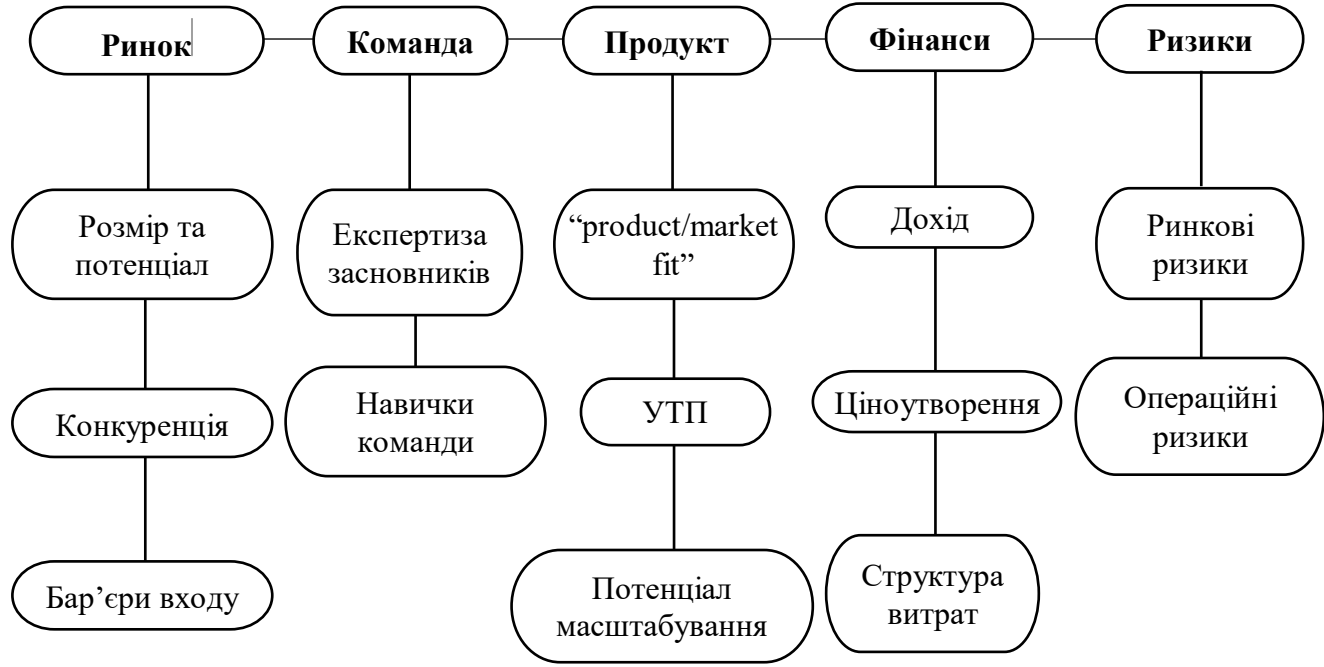 Ринок
Команда
Продукт
Фінанси
Ризики
Розмір та
потенціал
Конкуренція
Бар’єри входу
Експертиза
засновників
Навички
команди
“product/market
fit”
УТП
Потенціал
масштабування
Дохід
Ціноутворення
Структура
витрат
Ринкові
ризики
Операційні
ризики